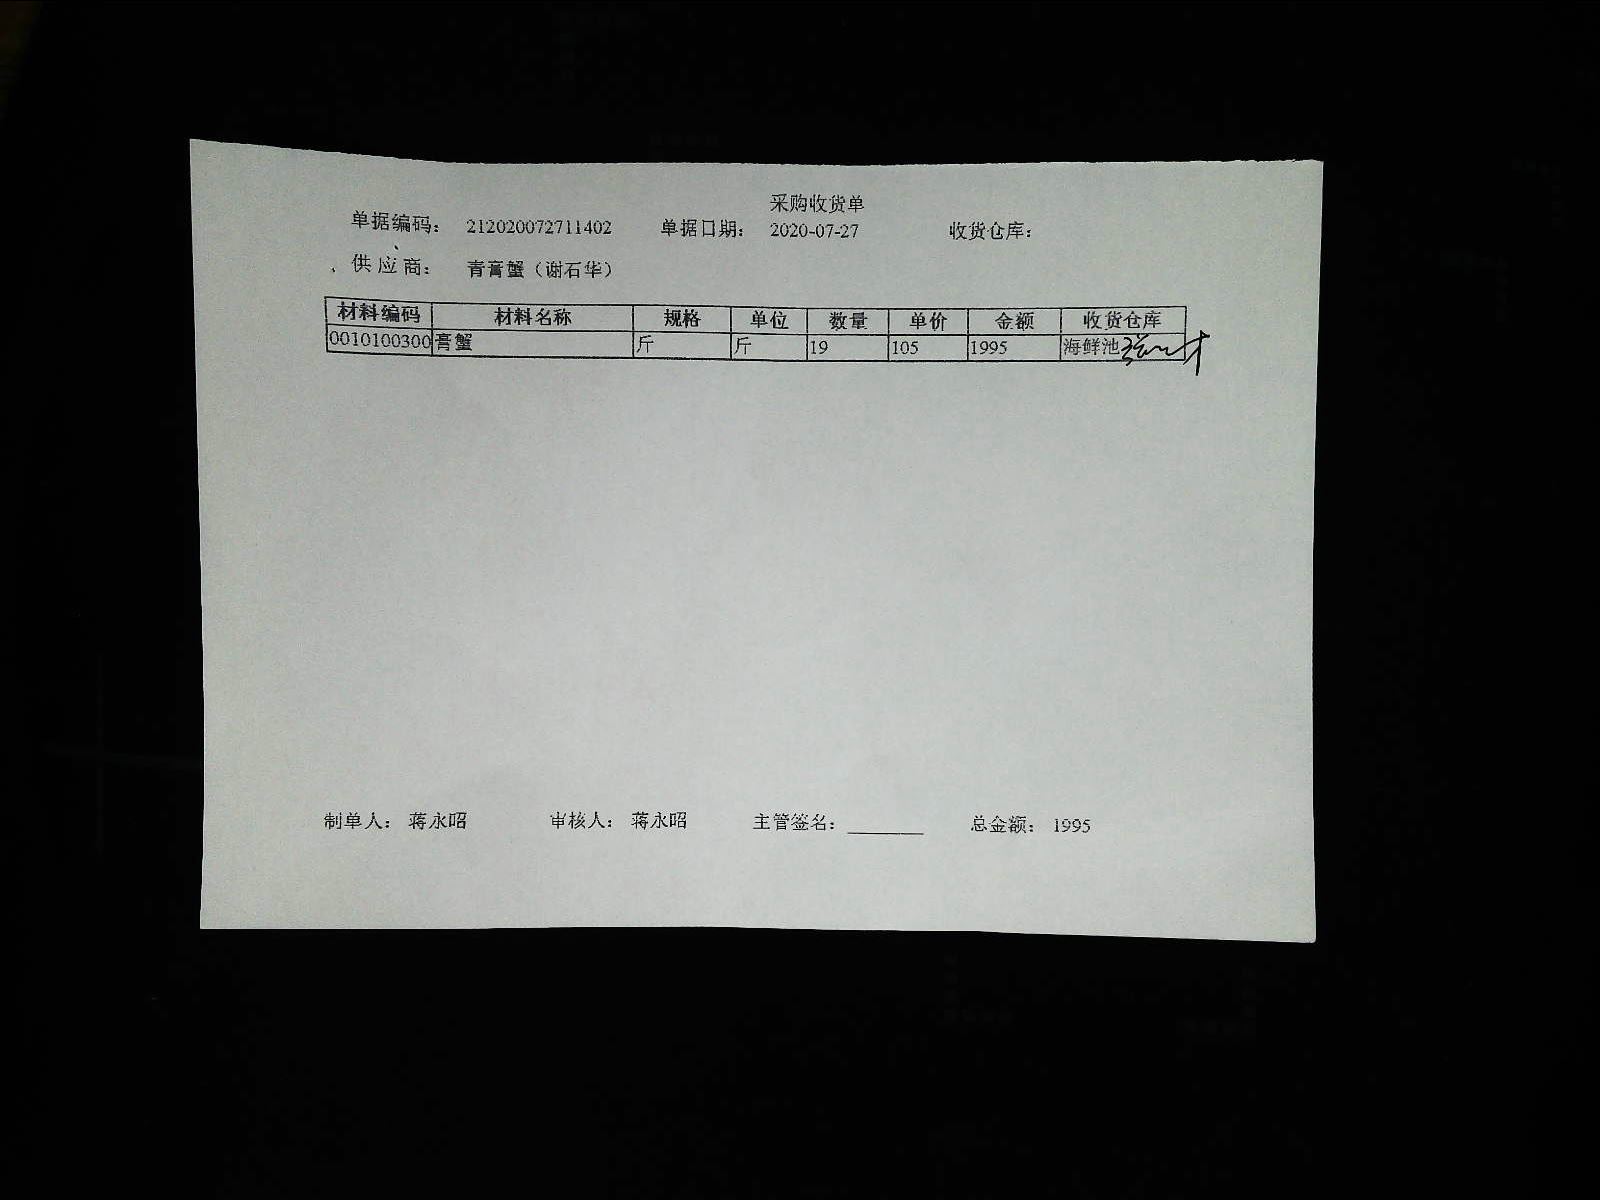 采购收货单
单据编码： 212020072711402 单据日期： 2020-07-27 收货仓库：
供应商： 青膏蟹（谢石华）
材料编码 材料名称 规格 单位 数量 单价 金额 收货仓库
0010100300 膏蟹 斤 斤 19 105 1995 海鲜池
制单人： 蒋永昭 审核人： 蒋永昭 主管签名： 总金额： 1995